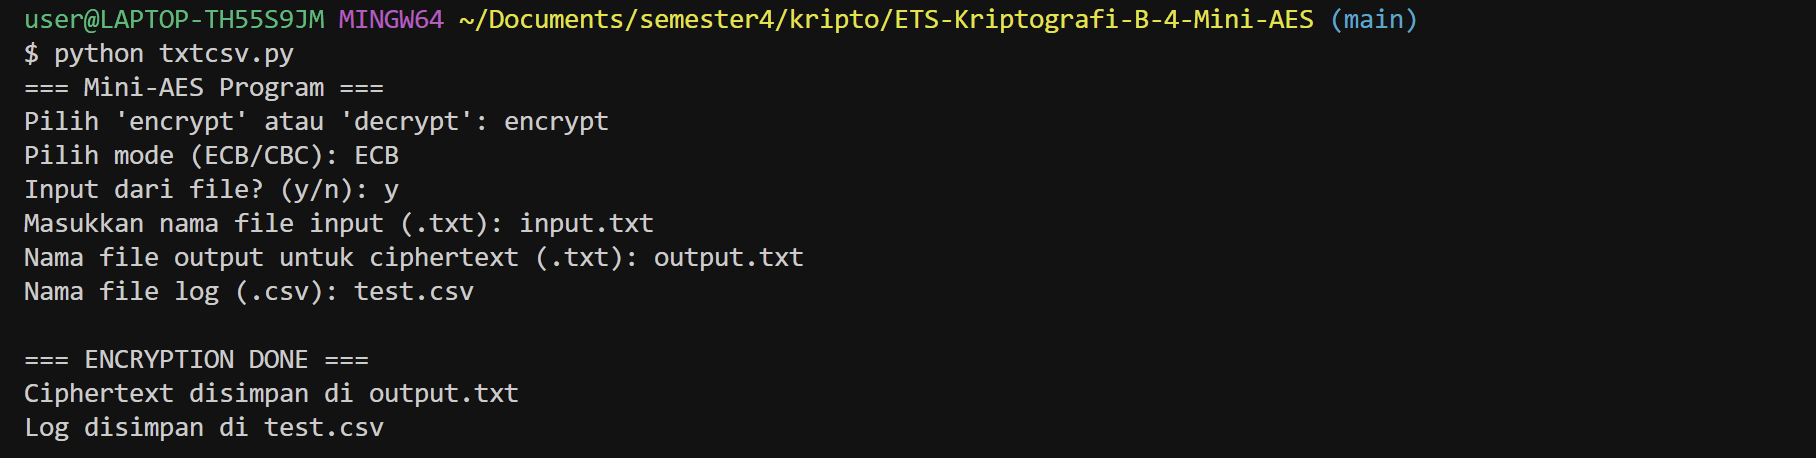 user@LAPTOP-TH55S9JM MINGW64 ~/Documents/semester4/kripto/ETS-Kriptografi-B-4-Mini-AES (main)
$ python txtcsv.py
=== Mini-AES Program ===
Pilih 'encrypt' atau 'decrypt': encrypt
Pilih mode (ECB/CBC): ECB
Input dari file? (y/n): y
Masukkan nama file input (.txt): input.txt
Nama file output untuk ciphertext (.txt): output.txt
Nama file log (.csv): test.csv
=== ENCRYPTION DONE ===
Ciphertext disimpan di output.txt
Log disimpan di test.csv